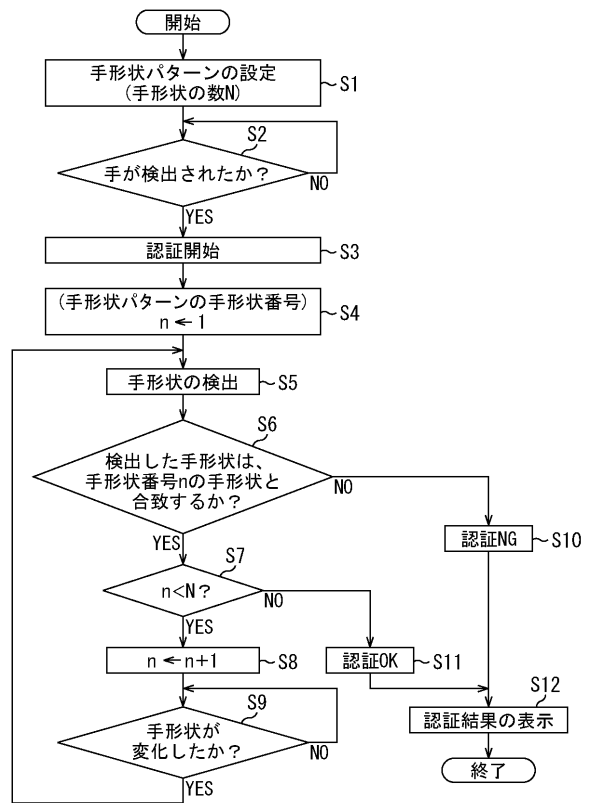 開始
手形状パターンの設定
(手形状の数N)
S1
S2
手が検出されたか？
NO
YES
認証開始
S3
(手形状パターンの手形状番号)
n←1
S4
手形状の検出
S5
S6
検出した手形状は、
手形状番号nの手形状と
合致するか？
NO
YES
認証NG
S10
S7
n<N？
NO
YES
n←n+1
S8
認証OK
S11
S9
手形状が
変化したか？
NO
YES
S12
認証結果の表示
終了